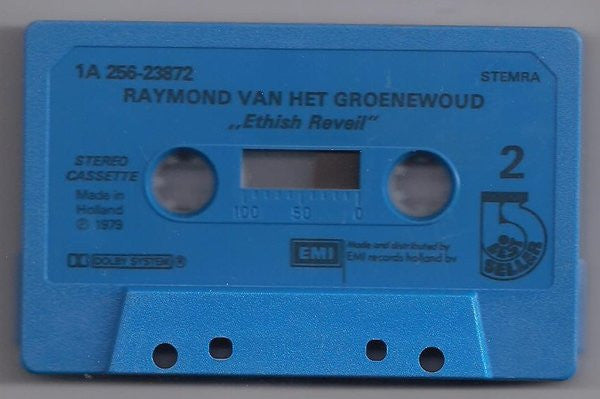 1A 256-23872
STEMRA
RAYMOND VAN HET GROENEWOUD
„Ethish Reveil"
STEREO
CASSETTE
Made in
Holland
℗ 1979
2
100 50 0
DOLBY SYSTEM ®
EMI
Made and distributed by
EMI records holland bv
BEST
SELLER